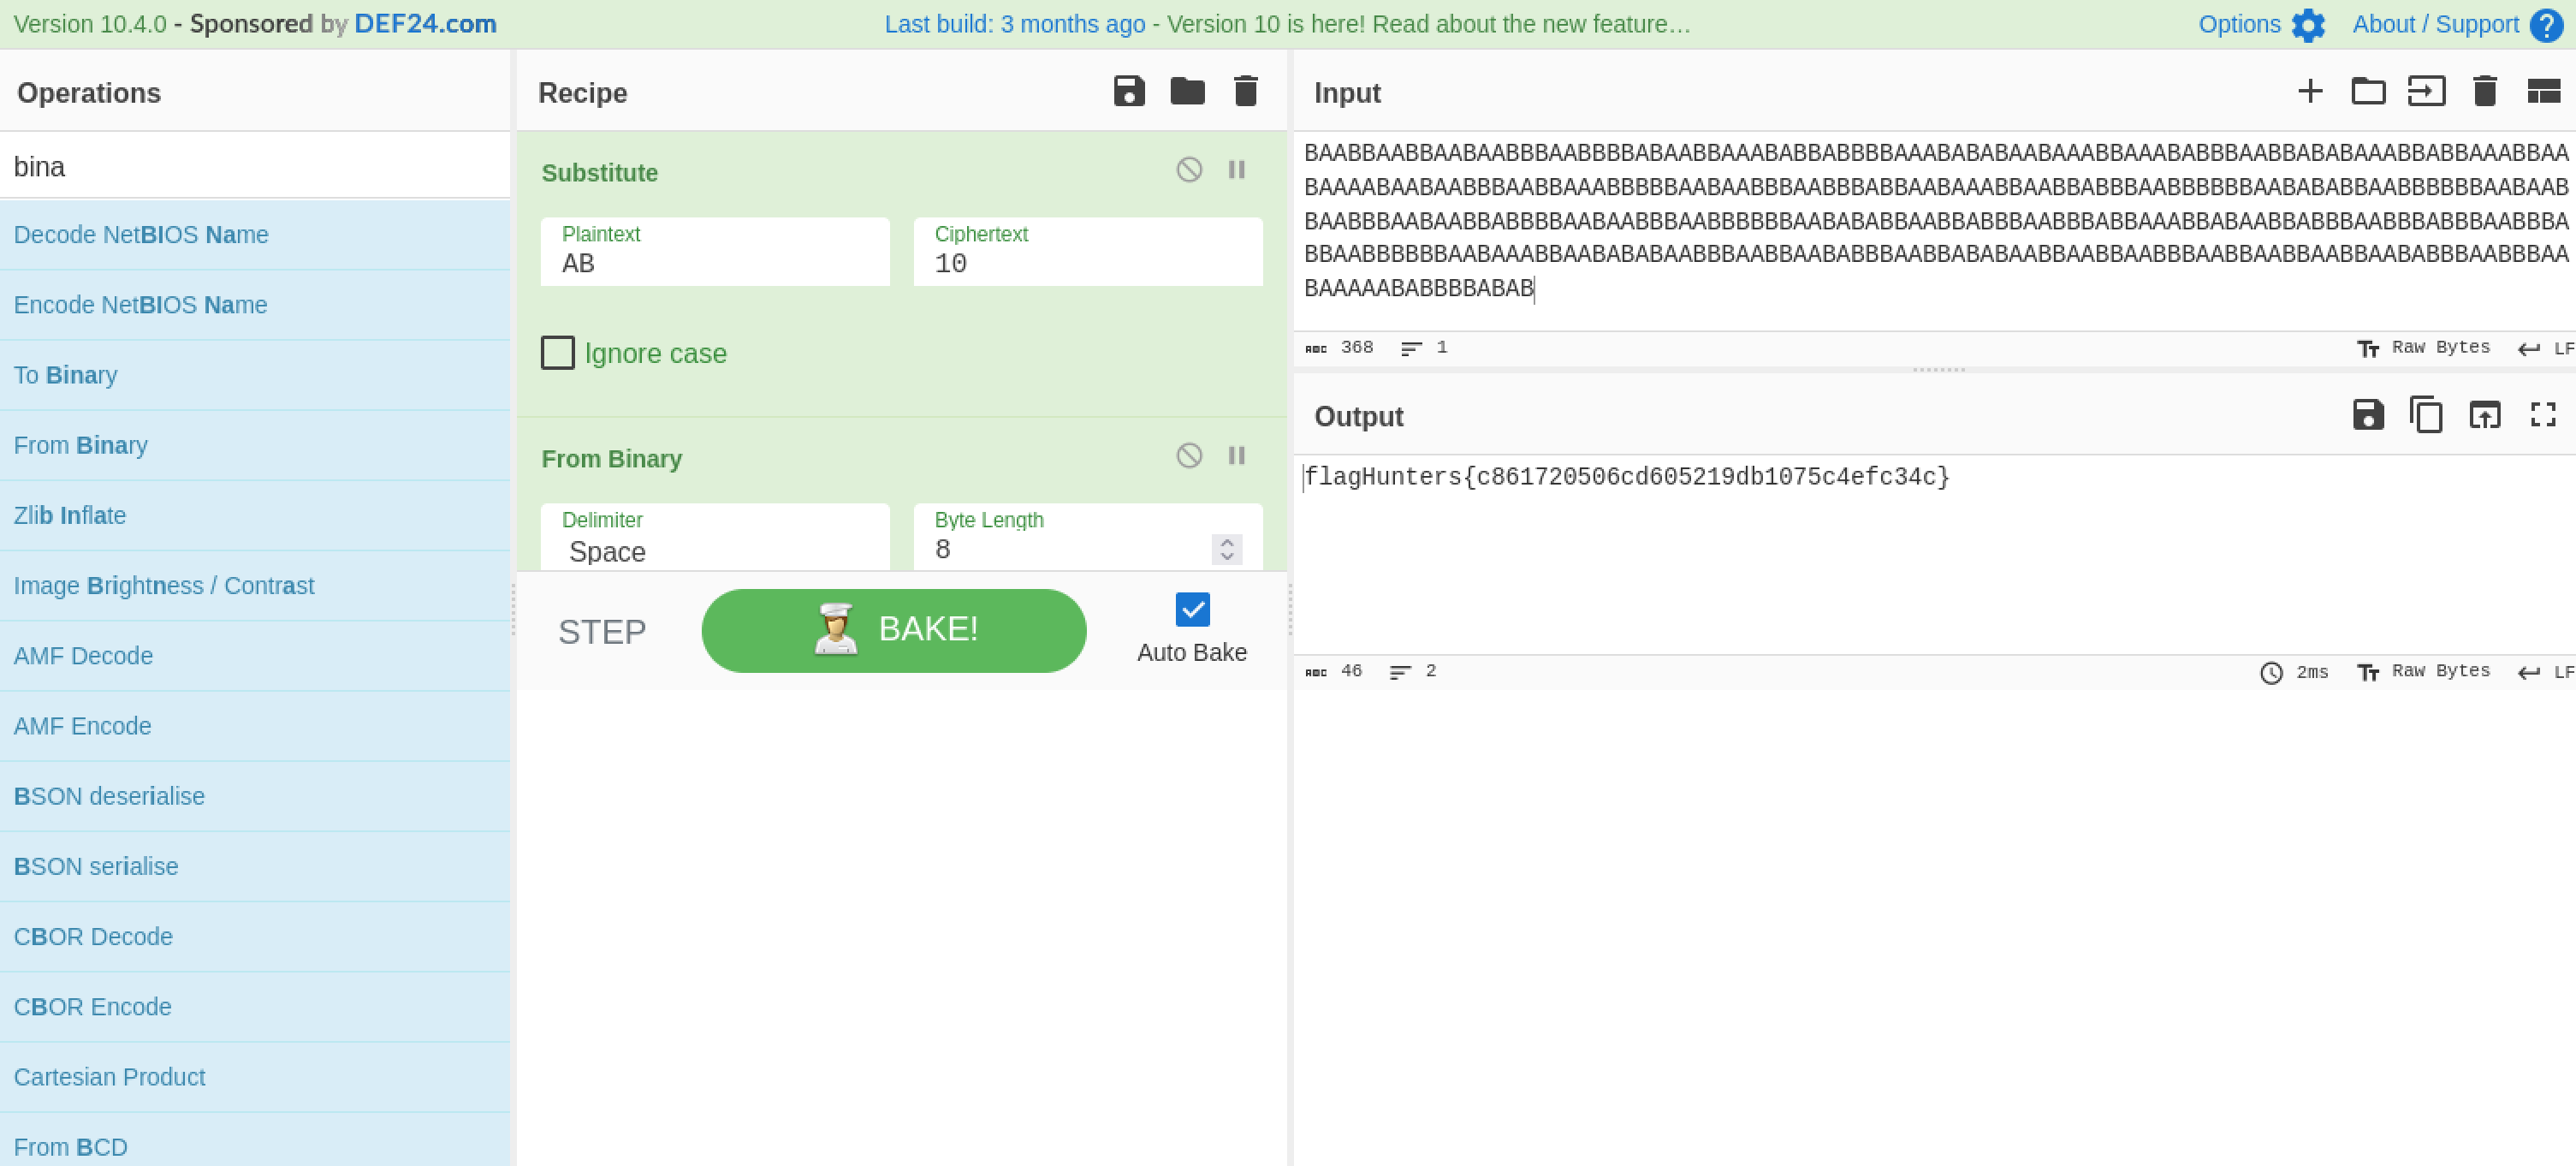 Version 10.4.0 - Sponsored by DEF24.com
Last build: 3 months ago - Version 10 is here! Read about the new feature…
Options
About / Support
Operations
bina
Decode NetBIOS Name
Encode NetBIOS Name
To Binary
From Binary
Zlib Inflate
Image Brightness / Contrast
AMF Decode
AMF Encode
BSON deserialise
BSON serialise
CBOR Decode
CBOR Encode
Cartesian Product
From BCD
Recipe
Substitute
Plaintext
AB
Ciphertext
10
Ignore case
From Binary
Delimiter
Space
Byte Length
8
STEP
BAKE!
Auto Bake
Input
BAAAAABABBBBABAB
368
1
Raw Bytes
LF
Output
flagHunters{c861720506cd605219db1075c4efc34c}
46
2
2ms
Raw Bytes
LF